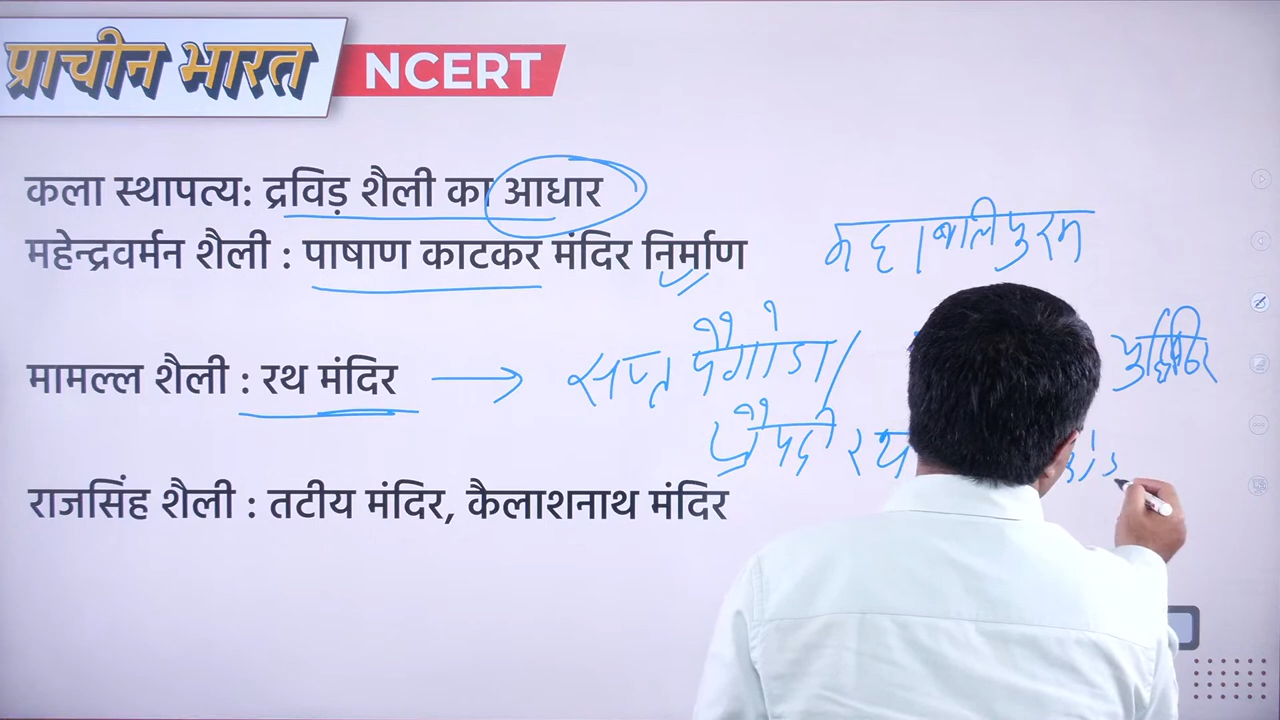 प्राचीन भारत NCERT
कला स्थापत्य: द्रविड़ शैली का आधार
महेन्द्रवर्मन शैली : पाषाण काटकर मंदिर निर्माण
महाबलिपुरम
मामल्ल शैली : रथ मंदिर → सप्त पैगोडा /
द्रौपदी रथ
राजसिंह शैली : तटीय मंदिर, कैलाशनाथ मंदिर